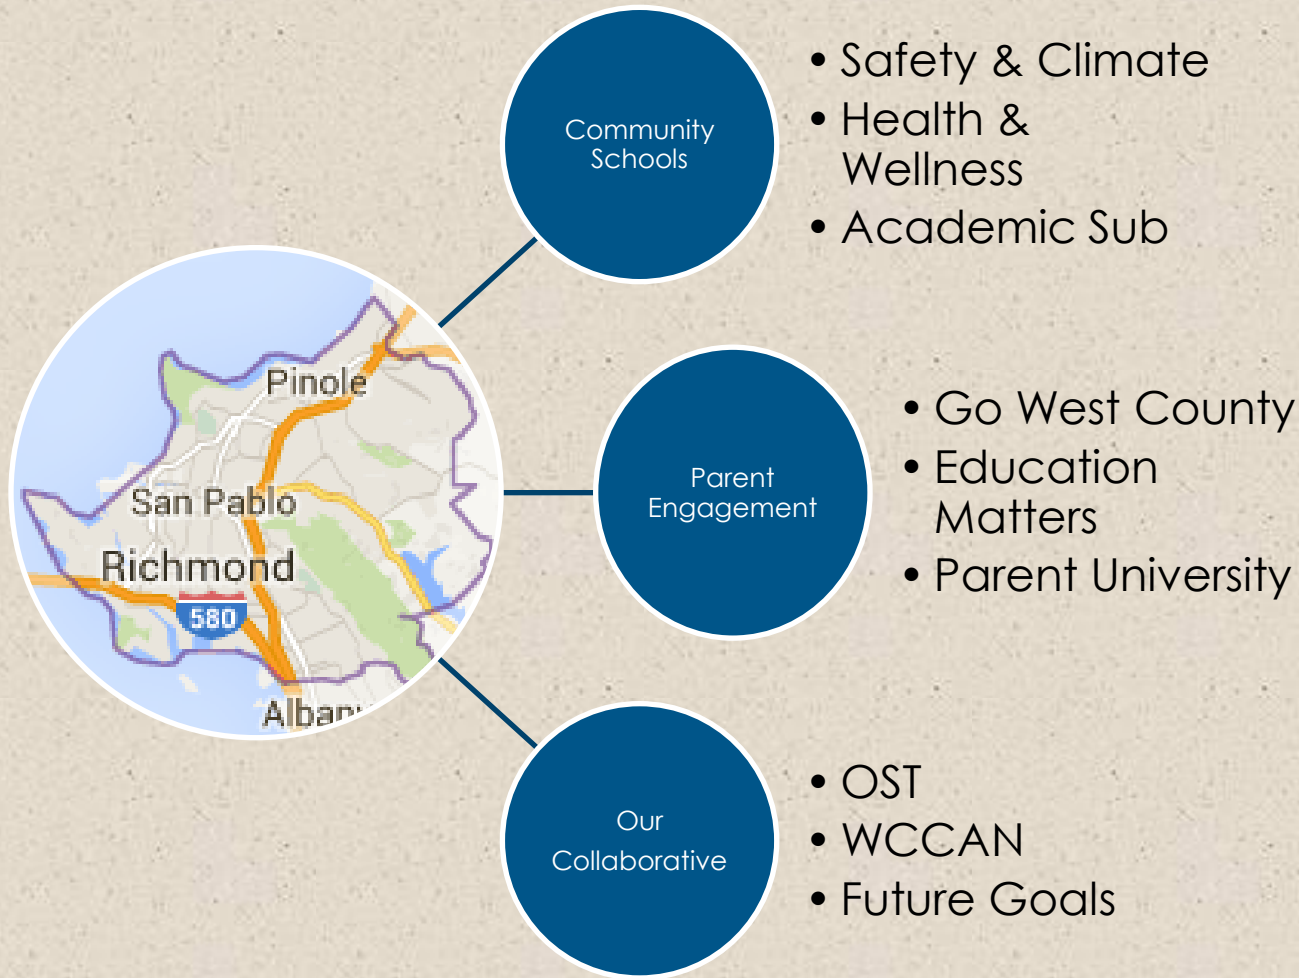 Community
Schools
• Safety & Climate
• Health &
Wellness
• Academic Sub
Pinole
San Pablo
Richmond
580
Parent
Engagement
• Go West County
• Education
Matters
• Parent University
Our
Collaborative
• OST
• WCCAN
• Future Goals